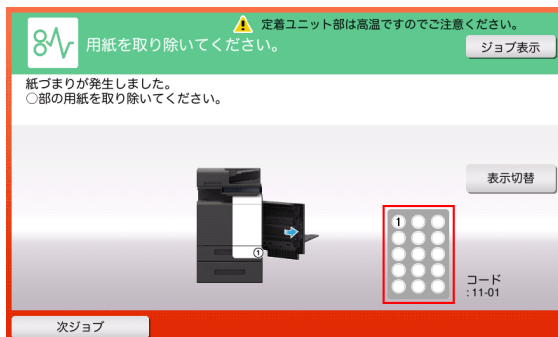 定着ユニット部は高温ですのでご注意ください。
用紙を取り除いてください。
ジョブ表示
紙づまりが発生しました。
○部の用紙を取り除いてください。
表示切替
1
①
コード
: 11-01
次ジョブ